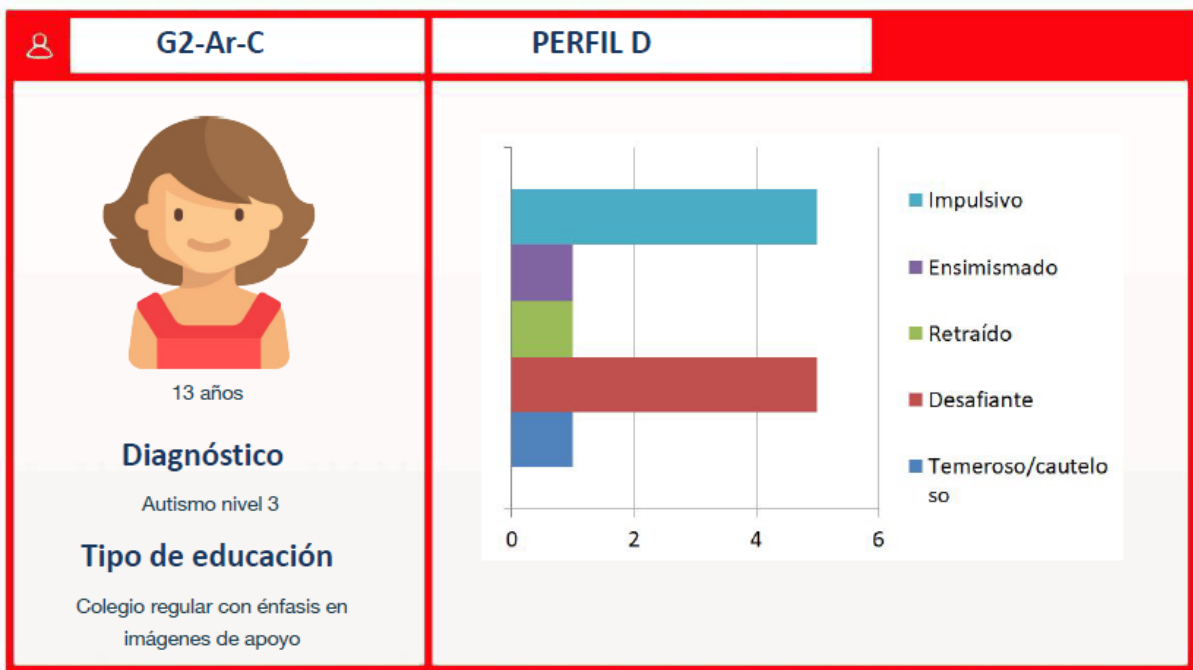 G2-Ar-C
PERFIL D
13 años
Diagnóstico
Autismo nivel 3
Tipo de educación
Colegio regular con énfasis en
imágenes de apoyo
Impulsivo
Ensimismado
Retraído
Desafiante
Temeroso/cautelo
so
0 2 4 6